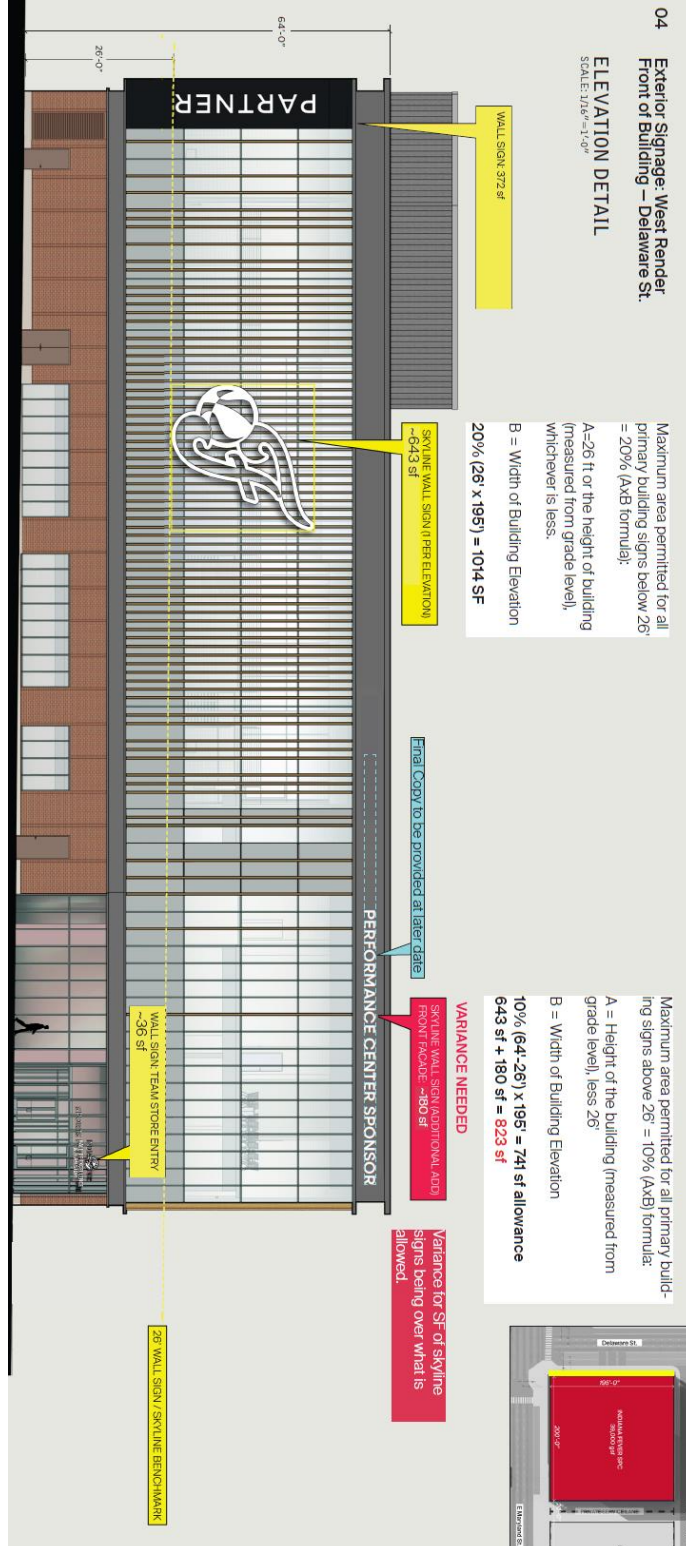 04
Exterior Signage: West Render
Front of Building – Delaware St.
ELEVATION DETAIL
SCALE: 1/16"=1'-0"
Maximum area permitted for all
primary building signs below 26'
= 20% (AxB formula):
A=26 ft or the height of building
(measured from grade level),
whichever is less.
B = Width of Building Elevation
20% (26' x 195') = 1014 SF
Maximum area permitted for all primary build-
ing signs above 26' = 10% (AxB) formula:
A = Height of the building (measured from
grade level), less 26'
B = Width of Building Elevation
10% (64'-26') x 195' = 741 sf allowance
643 sf + 180 sf = 823 sf
Delaware St.
195'-0"
INDIANA FEVER SPC
39,000 gsf
200'-0"
E Maryland St.
VARIANCE NEEDED
WALL SIGN: 372 sf
SKYLINE WALL SIGN (1 PER ELEVATION)
~643 sf
Final Copy to be provided at later date
SKYLINE WALL SIGN (ADDITIONAL ADD)
FRONT FACADE: ~180 sf
Variance for SF of skyline
signs being over what is
allowed.
64'-0"
26'-0"
PARTNER
PERFORMANCE CENTER SPONSOR
WALL SIGN: TEAM STORE ENTRY
~36 sf
26' WALL SIGN / SKYLINE BENCHMARK